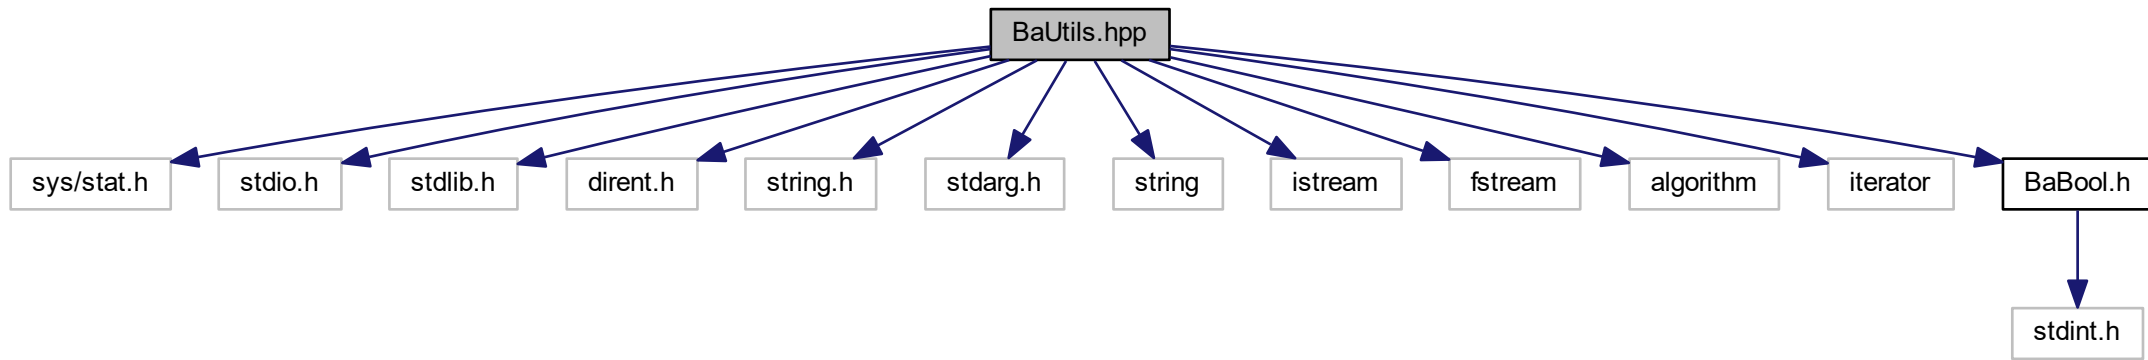 BaUtils.hpp
sys/stat.h
stdio.h
stdlib.h
dirent.h
string.h
stdarg.h
string
istream
fstream
algorithm
iterator
BaBool.h
stdint.h